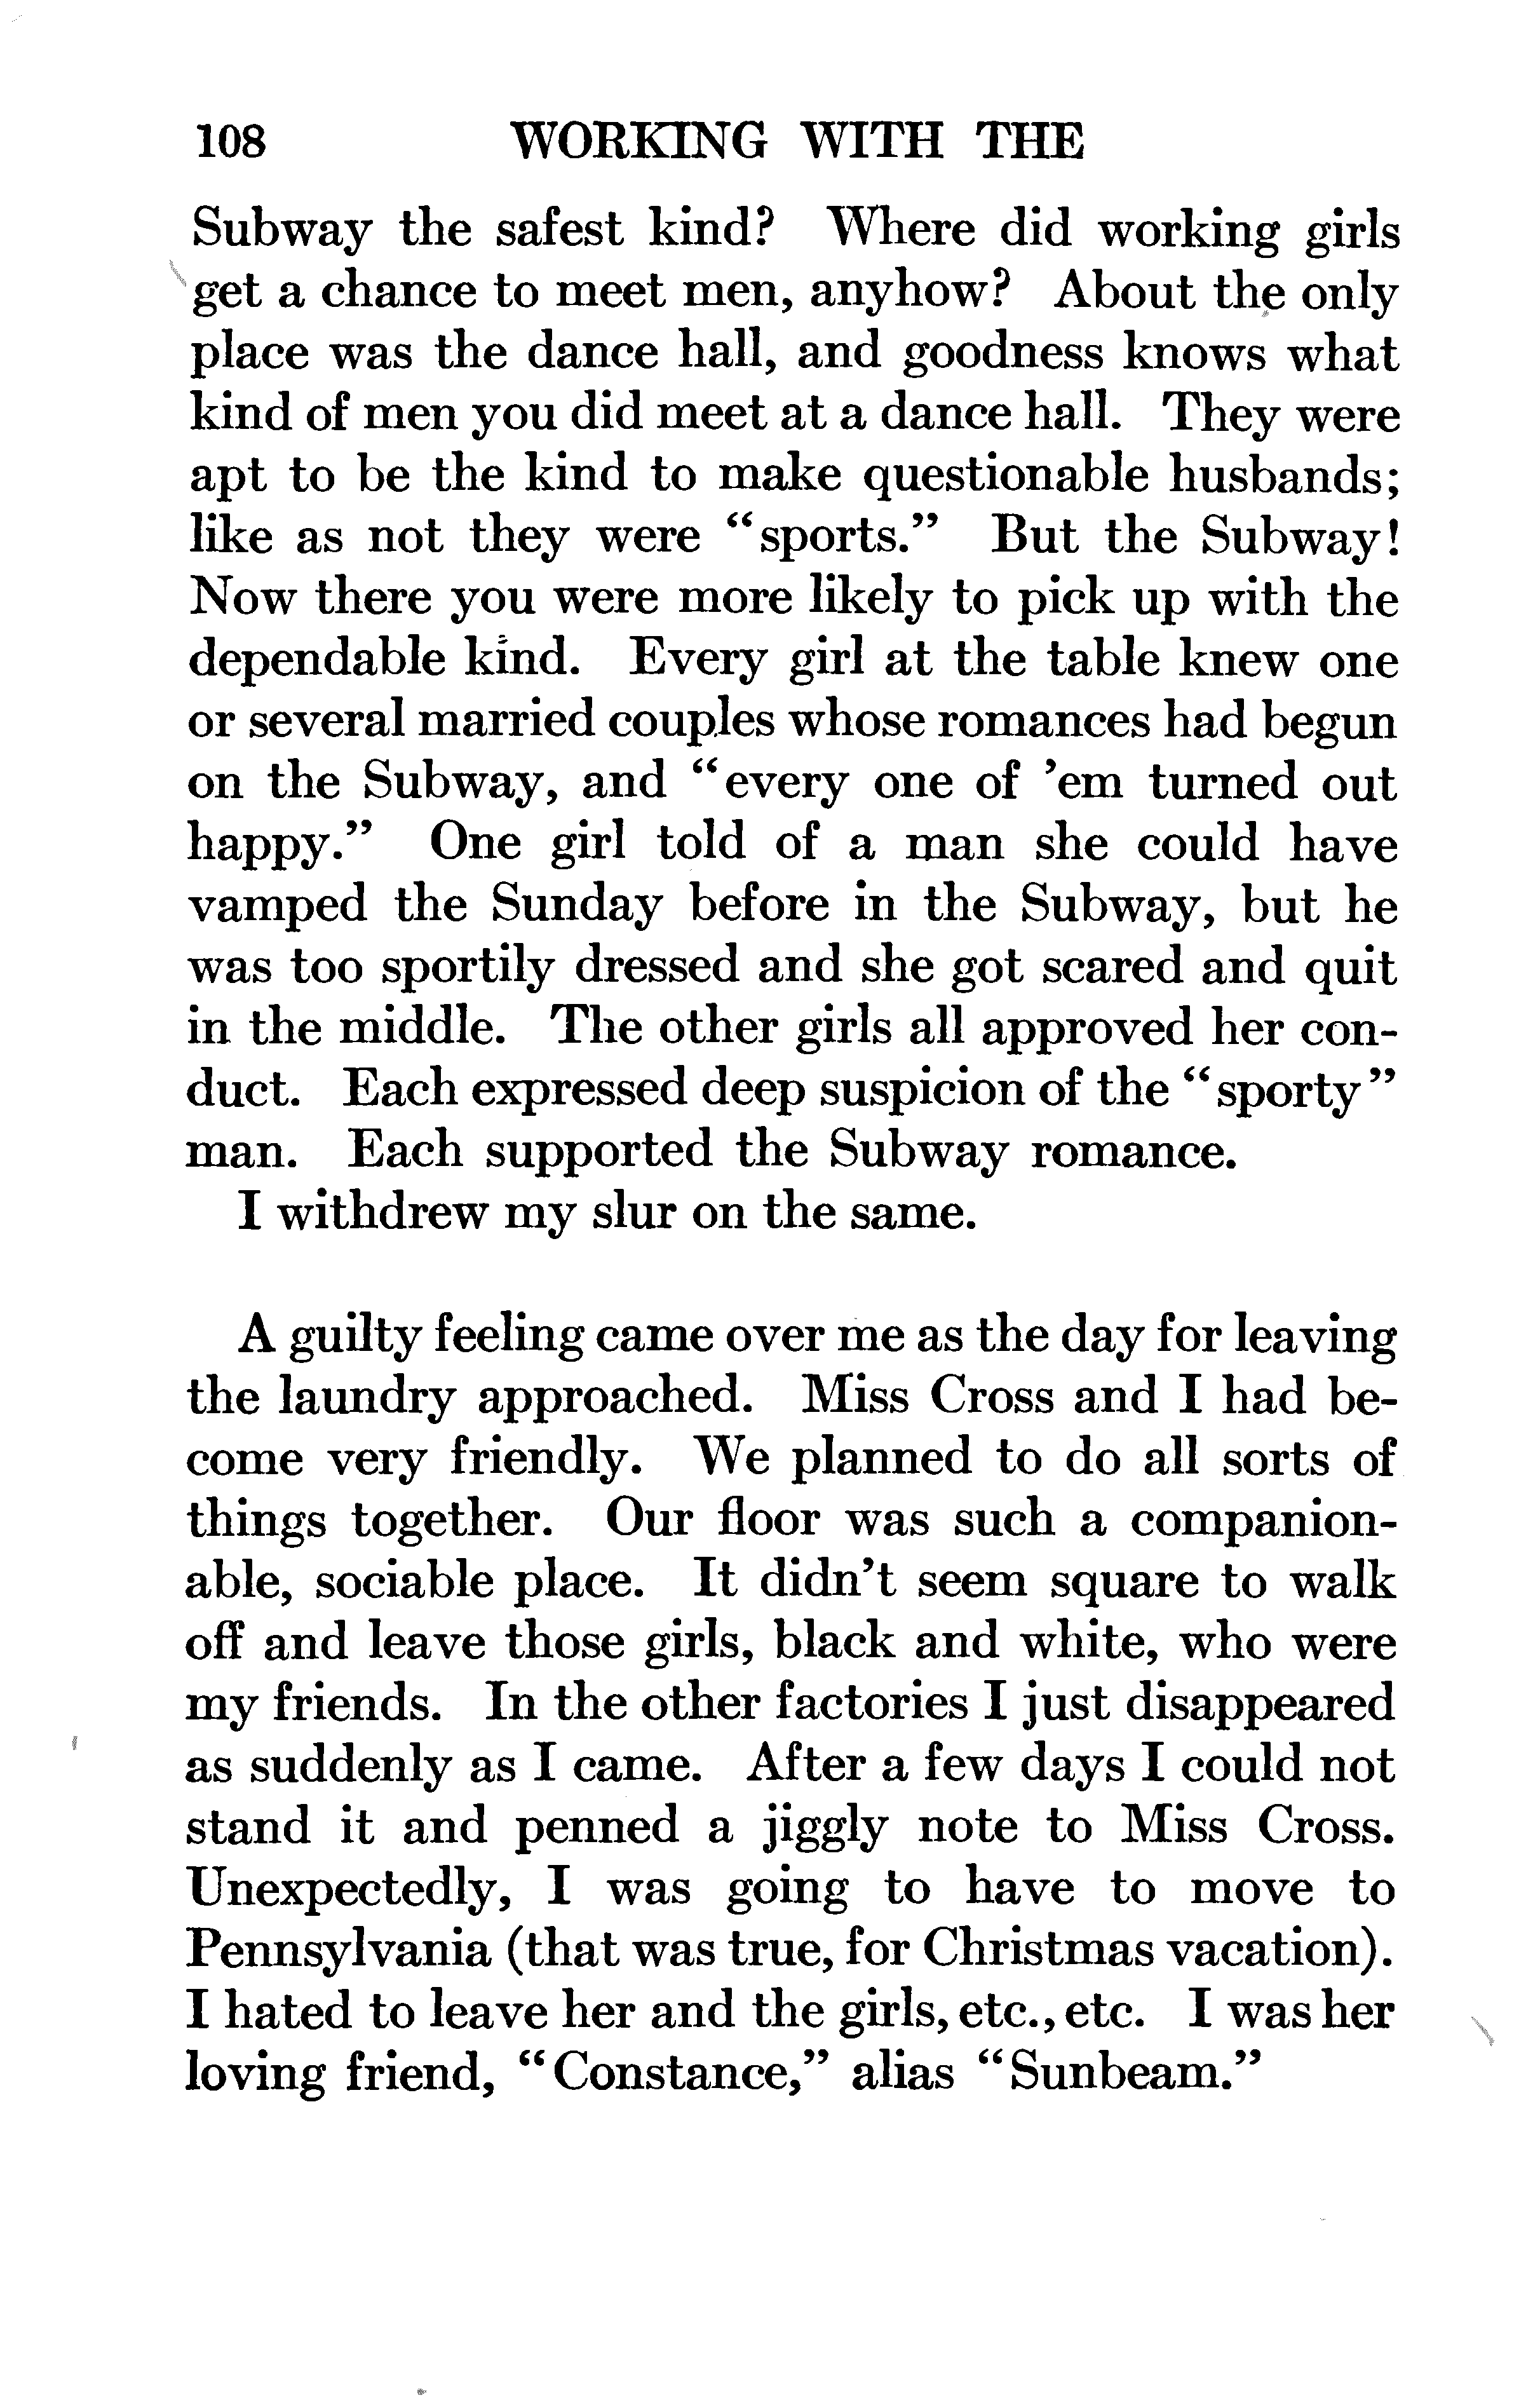 108 WORKING WITH THE
Subway the safest kind? Where did working girls
get a chance to meet men, anyhow? About the only
place was the dance hall, and goodness knows what
kind of men you did meet at a dance hall. They were
apt to be the kind to make questionable husbands;
like as not they were “sports.” But the Subway!
Now there you were more likely to pick up with the
dependable kind. Every girl at the table knew one
or several married couples whose romances had begun
on the Subway, and “every one of ’em turned out
happy.” One girl told of a man she could have
vamped the Sunday before in the Subway, but he
was too sportily dressed and she got scared and quit
in the middle. The other girls all approved her con-
duct. Each expressed deep suspicion of the “sporty”
man. Each supported the Subway romance.
I withdrew my slur on the same.
A guilty feeling came over me as the day for leaving
the laundry approached. Miss Cross and I had be-
come very friendly. We planned to do all sorts of
things together. Our floor was such a companion-
able, sociable place. It didn’t seem square to walk
off and leave those girls, black and white, who were
my friends. In the other factories I just disappeared
as suddenly as I came. After a few days I could not
stand it and penned a jiggly note to Miss Cross.
Unexpectedly, I was going to have to move to
Pennsylvania (that was true, for Christmas vacation).
I hated to leave her and the girls, etc., etc. I was her
loving friend, “Constance,” alias “Sunbeam.”